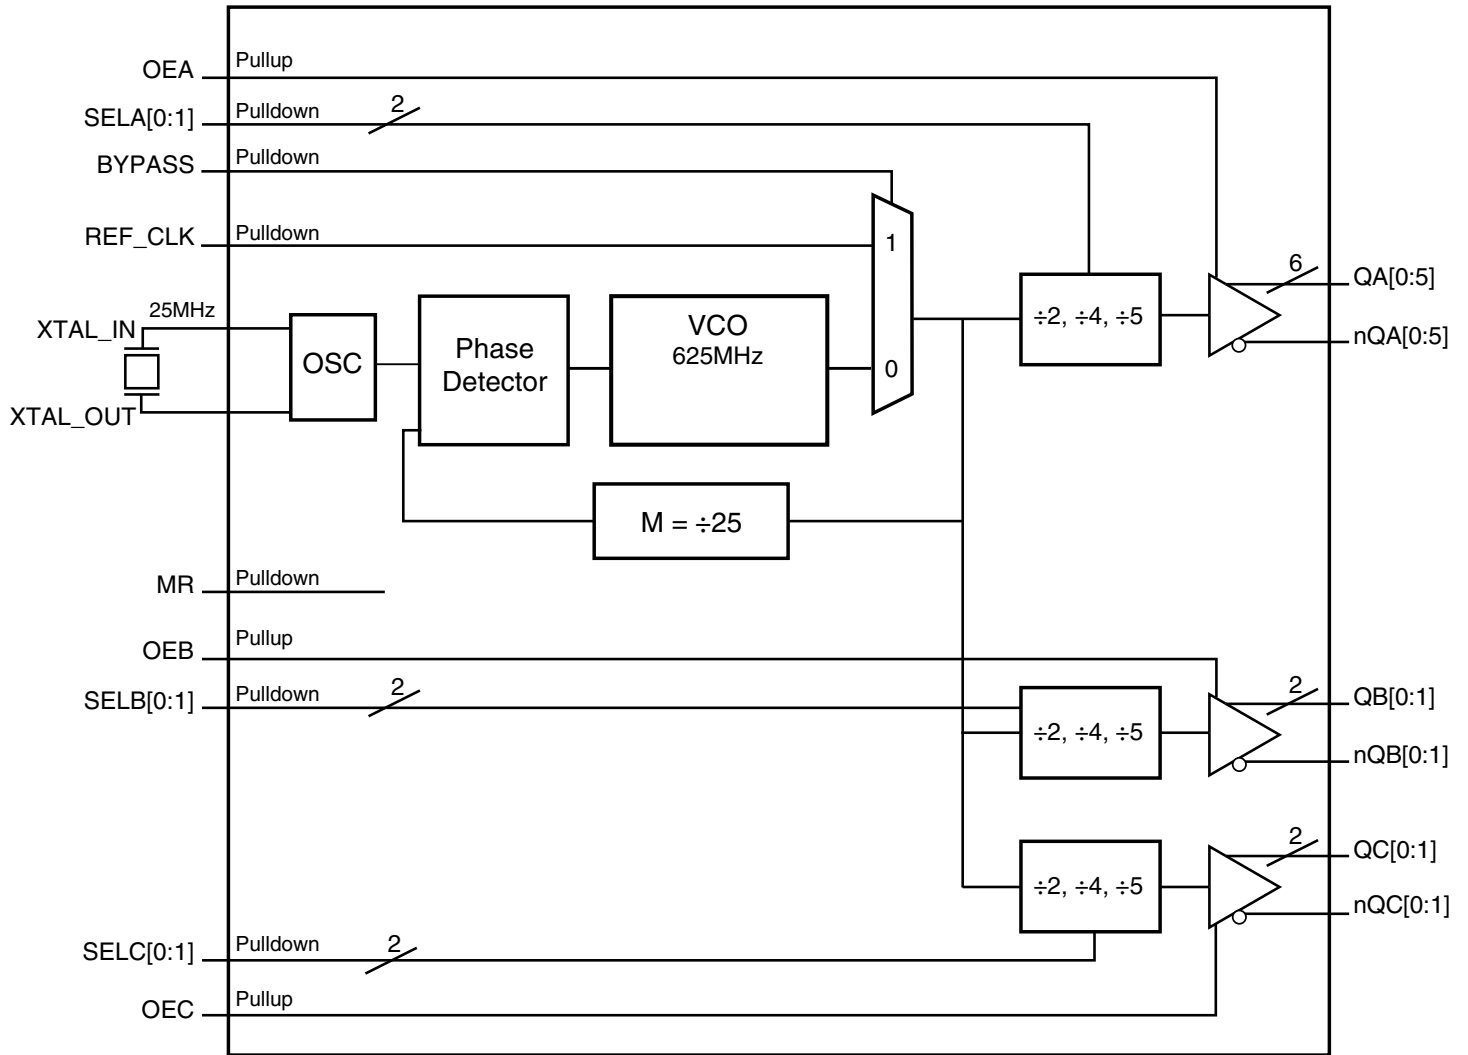 OEA
Pullup
SELA[0:1]
Pulldown
2
BYPASS
Pulldown
REF_CLK
Pulldown
1
6
QA[0:5]
÷2, ÷4, ÷5
nQA[0:5]
25MHz
XTAL_IN
XTAL_OUT
OSC
Phase
Detector
VCO
625MHz
0
M = ÷25
MR
Pulldown
OEB
Pullup
SELB[0:1]
Pulldown
2
÷2, ÷4, ÷5
2
QB[0:1]
nQB[0:1]
÷2, ÷4, ÷5
2
QC[0:1]
nQC[0:1]
SELC[0:1]
Pulldown
2
OEC
Pullup